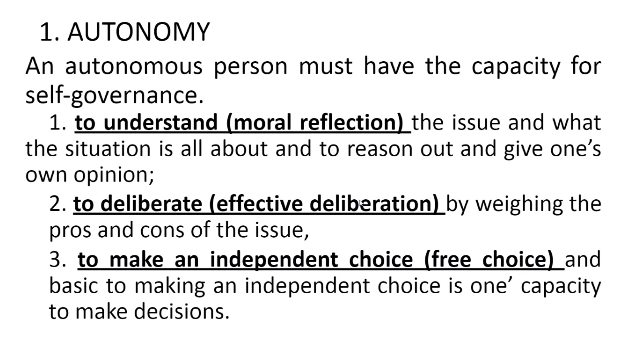 1. AUTONOMY
An autonomous person must have the capacity for
self-governance.
1. to understand (moral reflection) the issue and what
the situation is all about and to reason out and give one’s
own opinion;
2. to deliberate (effective deliberation) by weighing the
pros and cons of the issue,
3. to make an independent choice (free choice) and
basic to making an independent choice is one’ capacity
to make decisions.